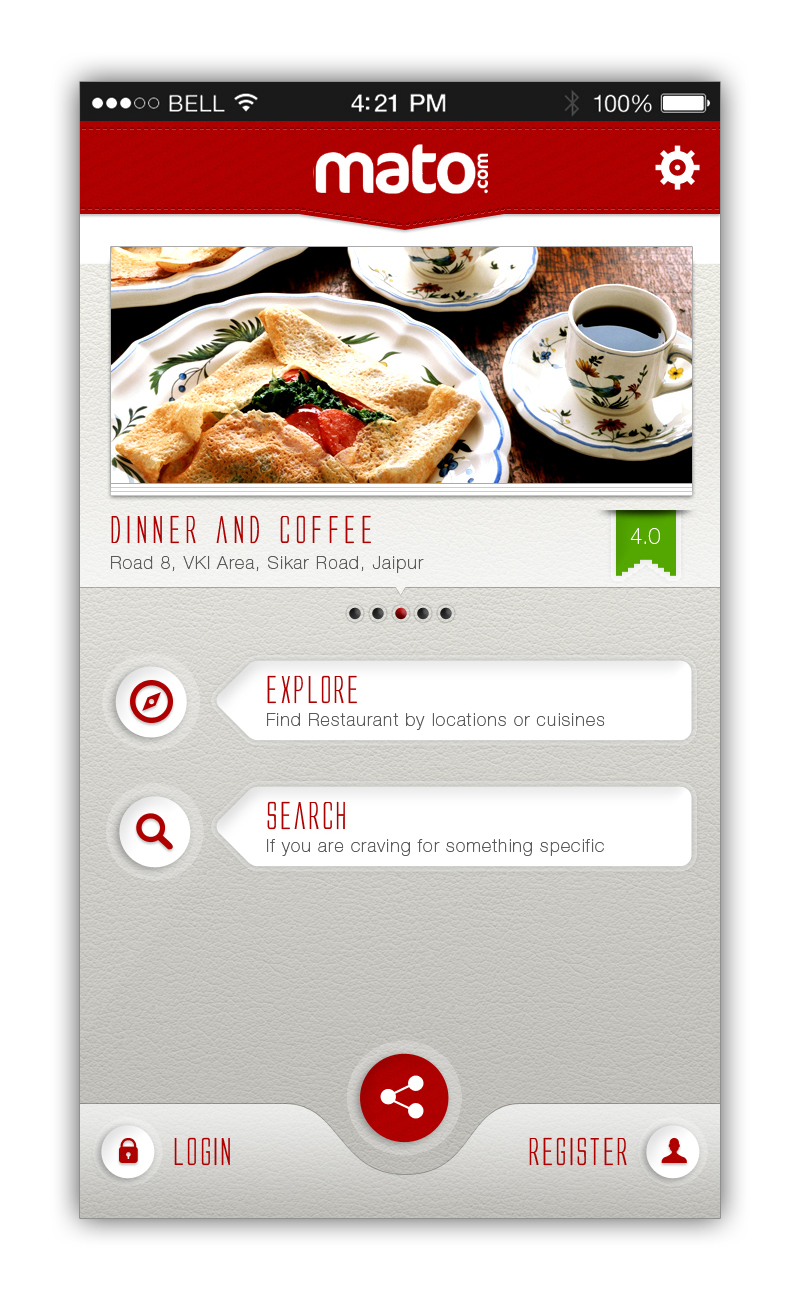 BELL 4:21 PM 100%
mato.com
DINNER AND COFFEE
4.0
Road 8, VKI Area, Sikar Road, Jaipur
EXPLORE
Find Restaurant by locations or cuisines
SEARCH
If you are craving for something specific
LOGIN
REGISTER